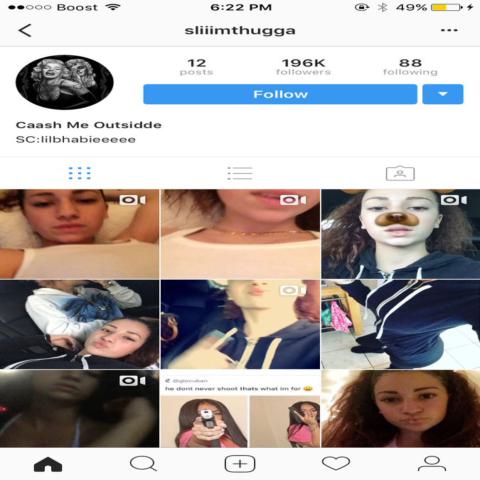 Boost 6:22 PM 49%
sliiimthugga
12 196K 88
posts followers following
Follow
Caash Me Outsidde
SC:lilbhabieeeee
he dont never shoot thats what im for